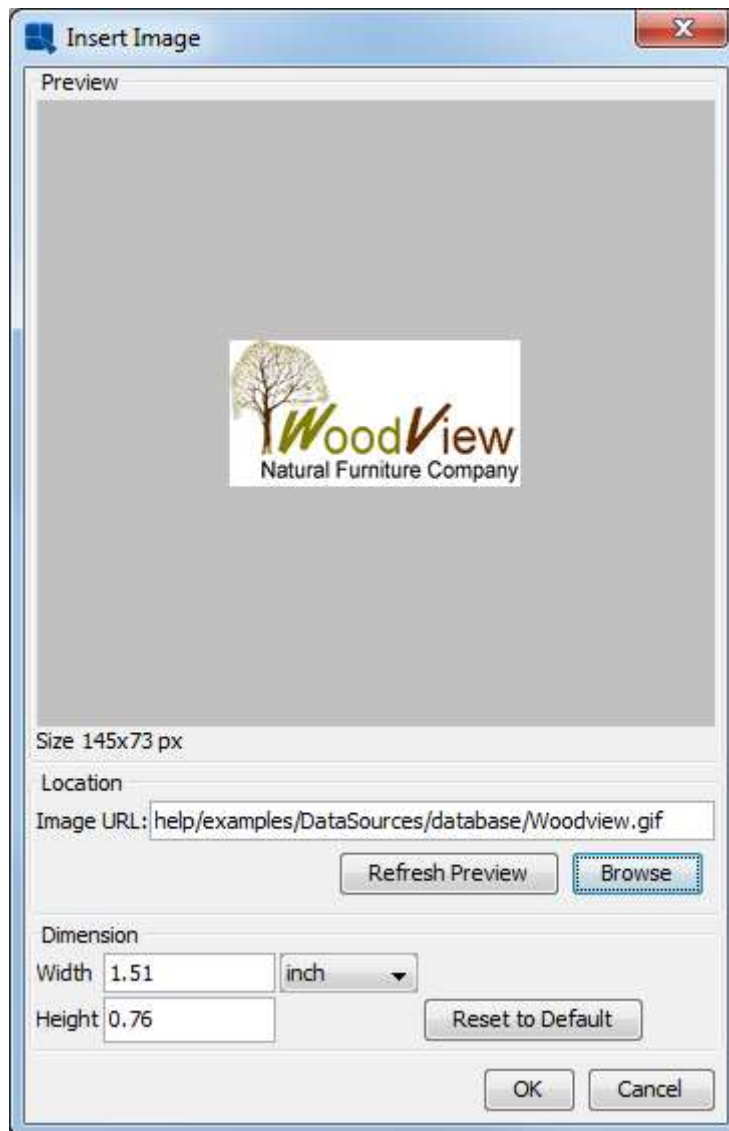 Insert Image
Preview
WoodView
Natural Furniture Company
Size 145x73 px
Location
Image URL: help/examples/DataSources/database/Woodview.gif
Refresh Preview Browse
Dimension
Width 1.51 inch
Height 0.76 Reset to Default
OK Cancel